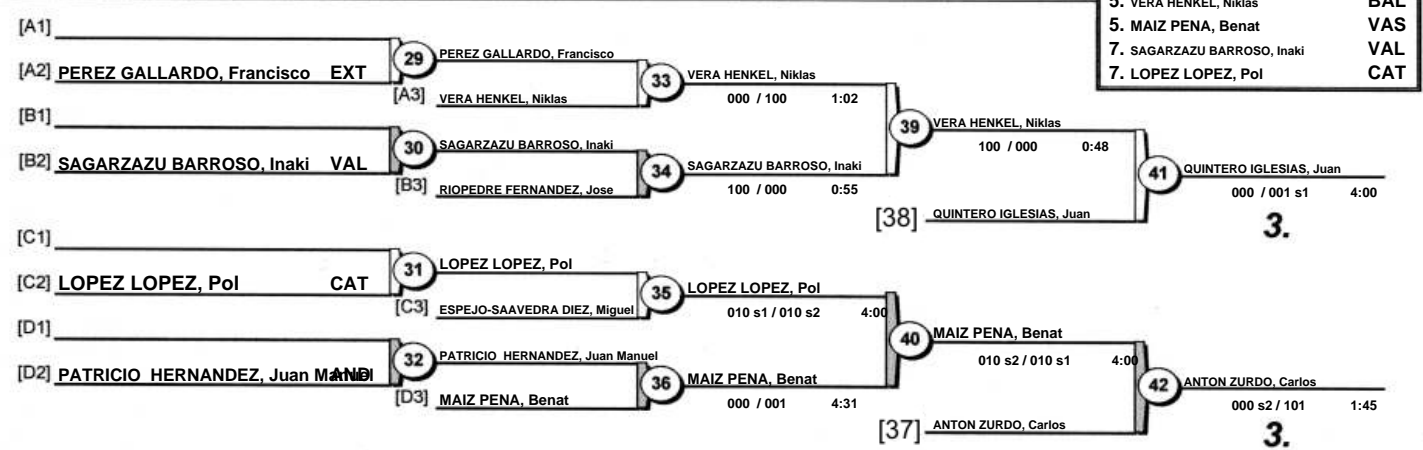 5. VERA HENKEL, Niklas BAL
5. MAIZ PENA, Benat VAS
7. SAGARZAZU BARROSO, Inaki VAL
7. LOPEZ LOPEZ, Pol CAT
[A1]
[A2] PEREZ GALLARDO, Francisco EXT
29
PEREZ GALLARDO, Francisco
[A3] VERA HENKEL, Niklas
33
VERA HENKEL, Niklas
000 / 100 1:02
[B1]
[B2] SAGARZAZU BARROSO, Inaki VAL
30
SAGARZAZU BARROSO, Inaki
[B3] RIOPEDRE FERNANDEZ, Jose
34
SAGARZAZU BARROSO, Inaki
100 / 000 0:55
39
VERA HENKEL, Niklas
100 / 000 0:48
[38] QUINTERO IGLESIAS, Juan
41
QUINTERO IGLESIAS, Juan
000 / 001 s1 4:00
3.
[C1]
[C2] LOPEZ LOPEZ, Pol CAT
31
LOPEZ LOPEZ, Pol
[C3] ESPEJO-SAAVEDRA DIEZ, Miguel
35
LOPEZ LOPEZ, Pol
010 s1 / 010 s2 4:00
[D1]
[D2] PATRICIO HERNANDEZ, Juan Manuel AND
32
PATRICIO HERNANDEZ, Juan Manuel
[D3] MAIZ PENA, Benat
36
MAIZ PENA, Benat
000 / 001 4:31
40
MAIZ PENA, Benat
010 s2 / 010 s1 4:00
[37] ANTON ZURDO, Carlos
42
ANTON ZURDO, Carlos
000 s2 / 101 1:45
3.